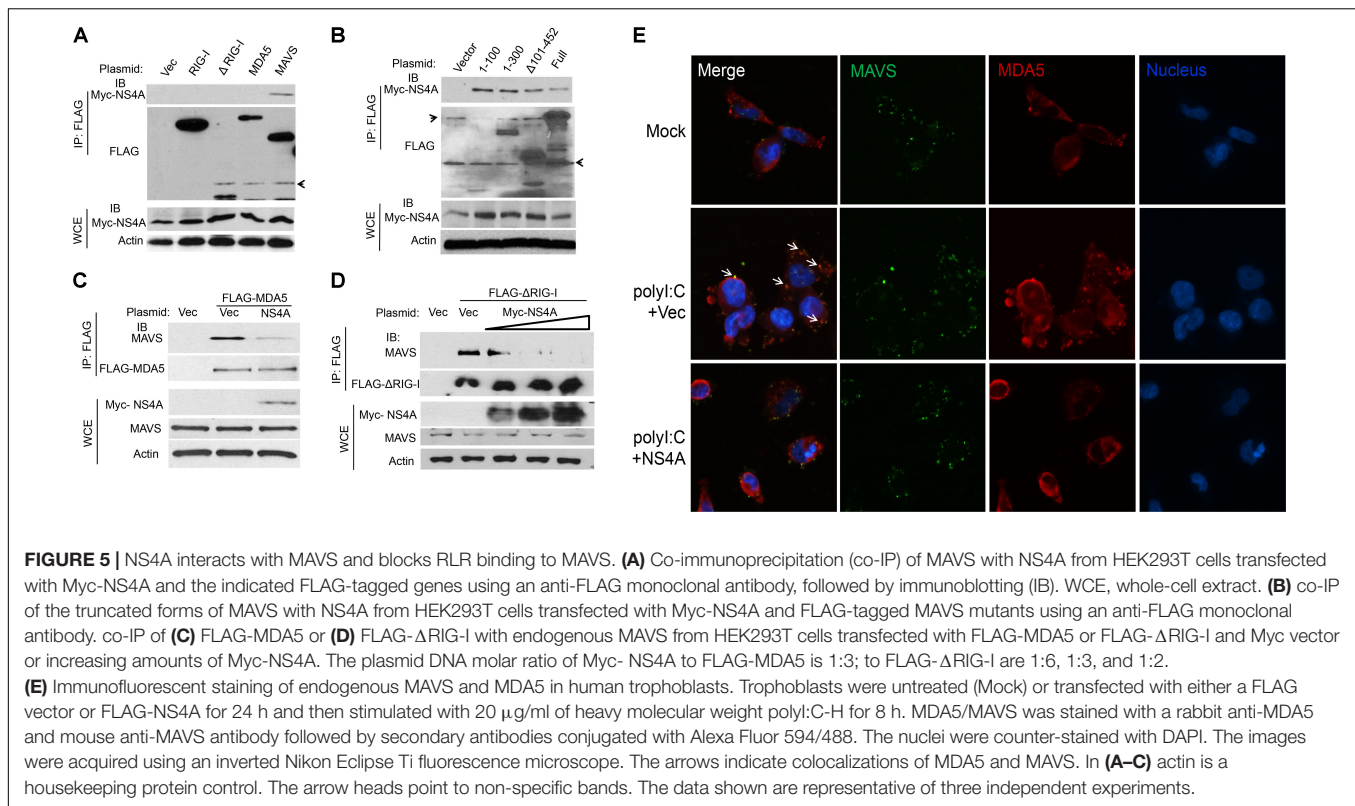 A
Plasmid:
Vec
RIG-I
Δ RIG-I
MDA5
MAVS
IP: FLAG
IB
Myc-NS4A
FLAG
WCE
IB
Myc-NS4A
Actin
B
Plasmid:
Vector
1-100
1-300
Δ101-452
Full
IP: FLAG
IB
Myc-NS4A
FLAG
WCE
IB
Myc-NS4A
Actin
C
FLAG-MDA5
Plasmid: Vec Vec NS4A
IP: FLAG
IB
MAVS
FLAG-MDA5
WCE
Myc-NS4A
MAVS
Actin
D
FLAG-ΔRIG-I
Plasmid: Vec Vec Myc-NS4A
IP: FLAG
IB:
MAVS
FLAG-ΔRIG-I
WCE
Myc- NS4A
MAVS
Actin
E
Merge MAVS MDA5 Nucleus
Mock
polyI:C
+Vec
polyI:C
+NS4A
FIGURE 5 | NS4A interacts with MAVS and blocks RLR binding to MAVS. (A) Co-immunoprecipitation (co-IP) of MAVS with NS4A from HEK293T cells transfected
with Myc-NS4A and the indicated FLAG-tagged genes using an anti-FLAG monoclonal antibody, followed by immunoblotting (IB). WCE, whole-cell extract. (B) co-IP
of the truncated forms of MAVS with NS4A from HEK293T cells transfected with Myc-NS4A and FLAG-tagged MAVS mutants using an anti-FLAG monoclonal
antibody. co-IP of (C) FLAG-MDA5 or (D) FLAG-ΔRIG-I with endogenous MAVS from HEK293T cells transfected with FLAG-MDA5 or FLAG-ΔRIG-I and Myc vector
or increasing amounts of Myc-NS4A. The plasmid DNA molar ratio of Myc- NS4A to FLAG-MDA5 is 1:3; to FLAG-ΔRIG-I are 1:6, 1:3, and 1:2.
(E) Immunofluorescent staining of endogenous MAVS and MDA5 in human trophoblasts. Trophoblasts were untreated (Mock) or transfected with either a FLAG
vector or FLAG-NS4A for 24 h and then stimulated with 20 μg/ml of heavy molecular weight polyI:C-H for 8 h. MDA5/MAVS was stained with a rabbit anti-MDA5
and mouse anti-MAVS antibody followed by secondary antibodies conjugated with Alexa Fluor 594/488. The nuclei were counter-stained with DAPI. The images
were acquired using an inverted Nikon Eclipse Ti fluorescence microscope. The arrows indicate colocalizations of MDA5 and MAVS. In (A–C) actin is a
housekeeping protein control. The arrow heads point to non-specific bands. The data shown are representative of three independent experiments.